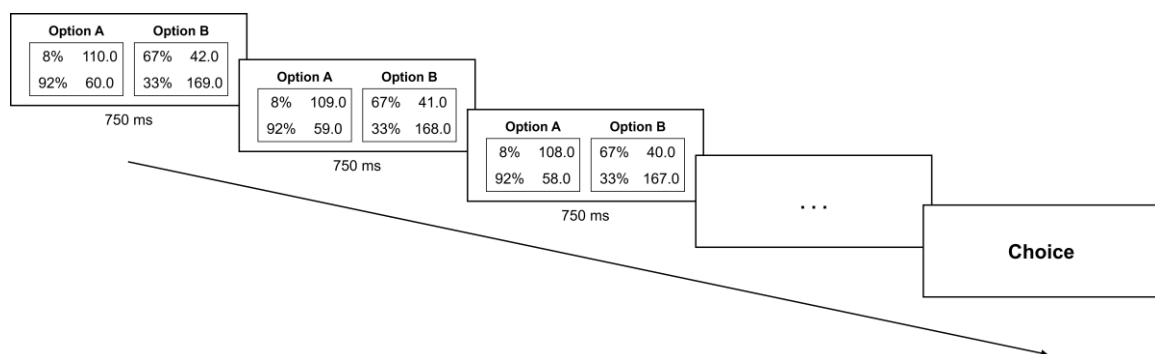 Option A Option B
8% 110.0 67% 42.0
92% 60.0 33% 169.0
750 ms
Option A Option B
8% 109.0 67% 41.0
92% 59.0 33% 168.0
750 ms
Option A Option B
8% 108.0 67% 40.0
92% 58.0 33% 167.0
750 ms
. . .
Choice